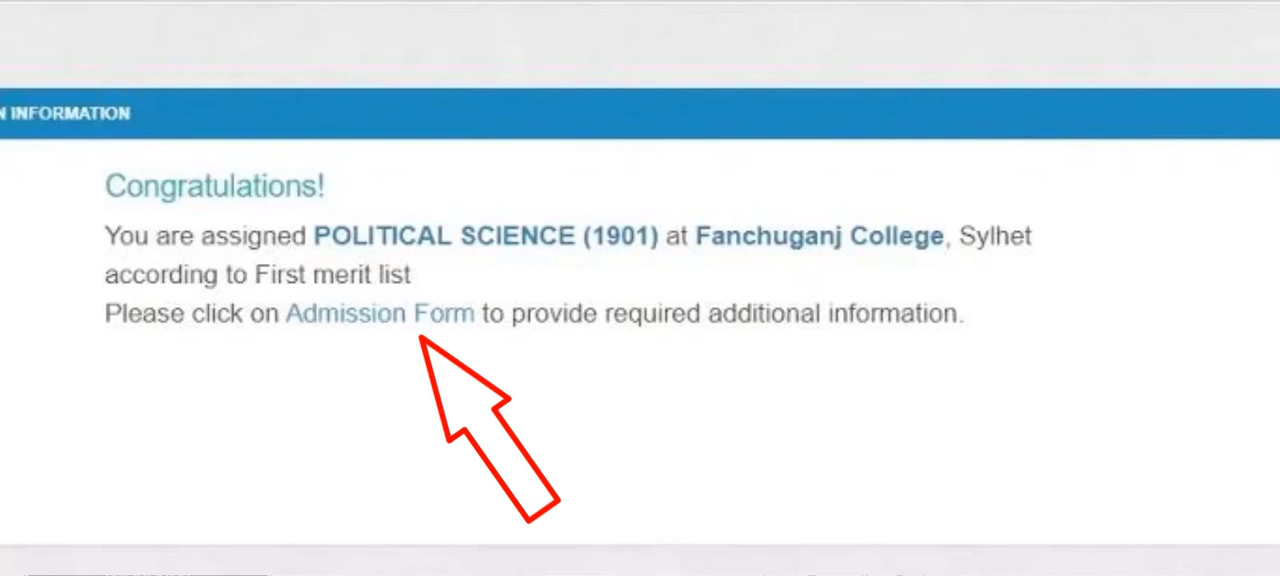 INFORMATION
Congratulations!
You are assigned POLITICAL SCIENCE (1901) at Fanchuganj College, Sylhet
according to First merit list
Please click on Admission Form to provide required additional information.